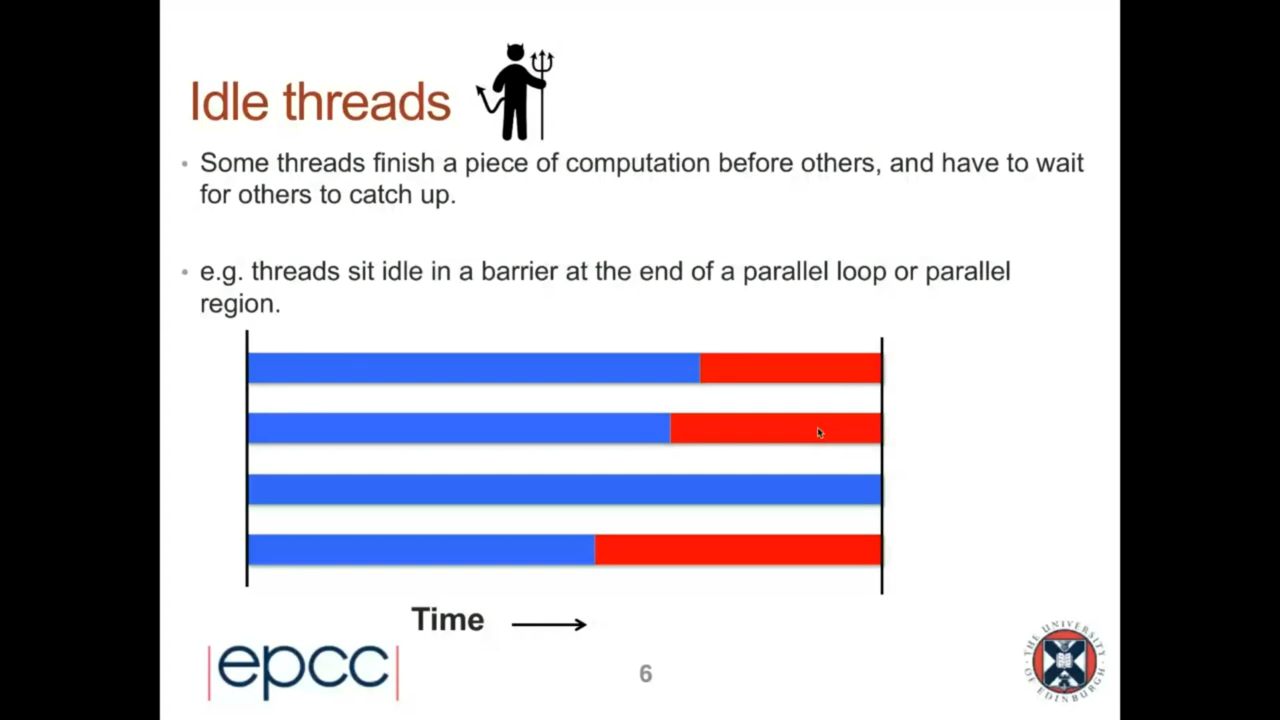 Idle threads
• Some threads finish a piece of computation before others, and have to wait
for others to catch up.
• e.g. threads sit idle in a barrier at the end of a parallel loop or parallel
region.
Time
epcc
6
THE UNIVERSITY
OF EDINBURGH